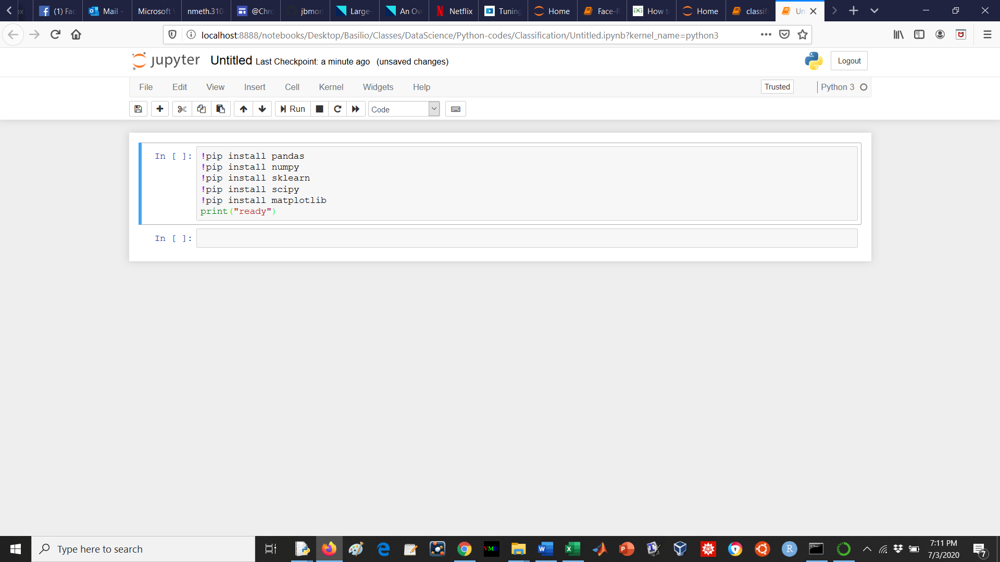 (1) Fac
Mail -
Microsoft
nmeth.310
@Chro
jbmor
Large-
An Ov
Netflix
Tuning
Home
Face-R
How to
Home
classif
Un
localhost:8888/notebooks/Desktop/Basilio/Classes/DataScience/Python-codes/Classification/Untitled.ipynb?kernel_name=python3
jupyter Untitled Last Checkpoint: a minute ago (unsaved changes)
Logout
File Edit View Insert Cell Kernel Widgets Help
Trusted
Python 3
Run
Code
In [ ]: !pip install pandas
!pip install numpy
!pip install sklearn
!pip install scipy
!pip install matplotlib
print("ready")
In [ ]:
Type here to search
VMD
7:11 PM
7/3/2020
7